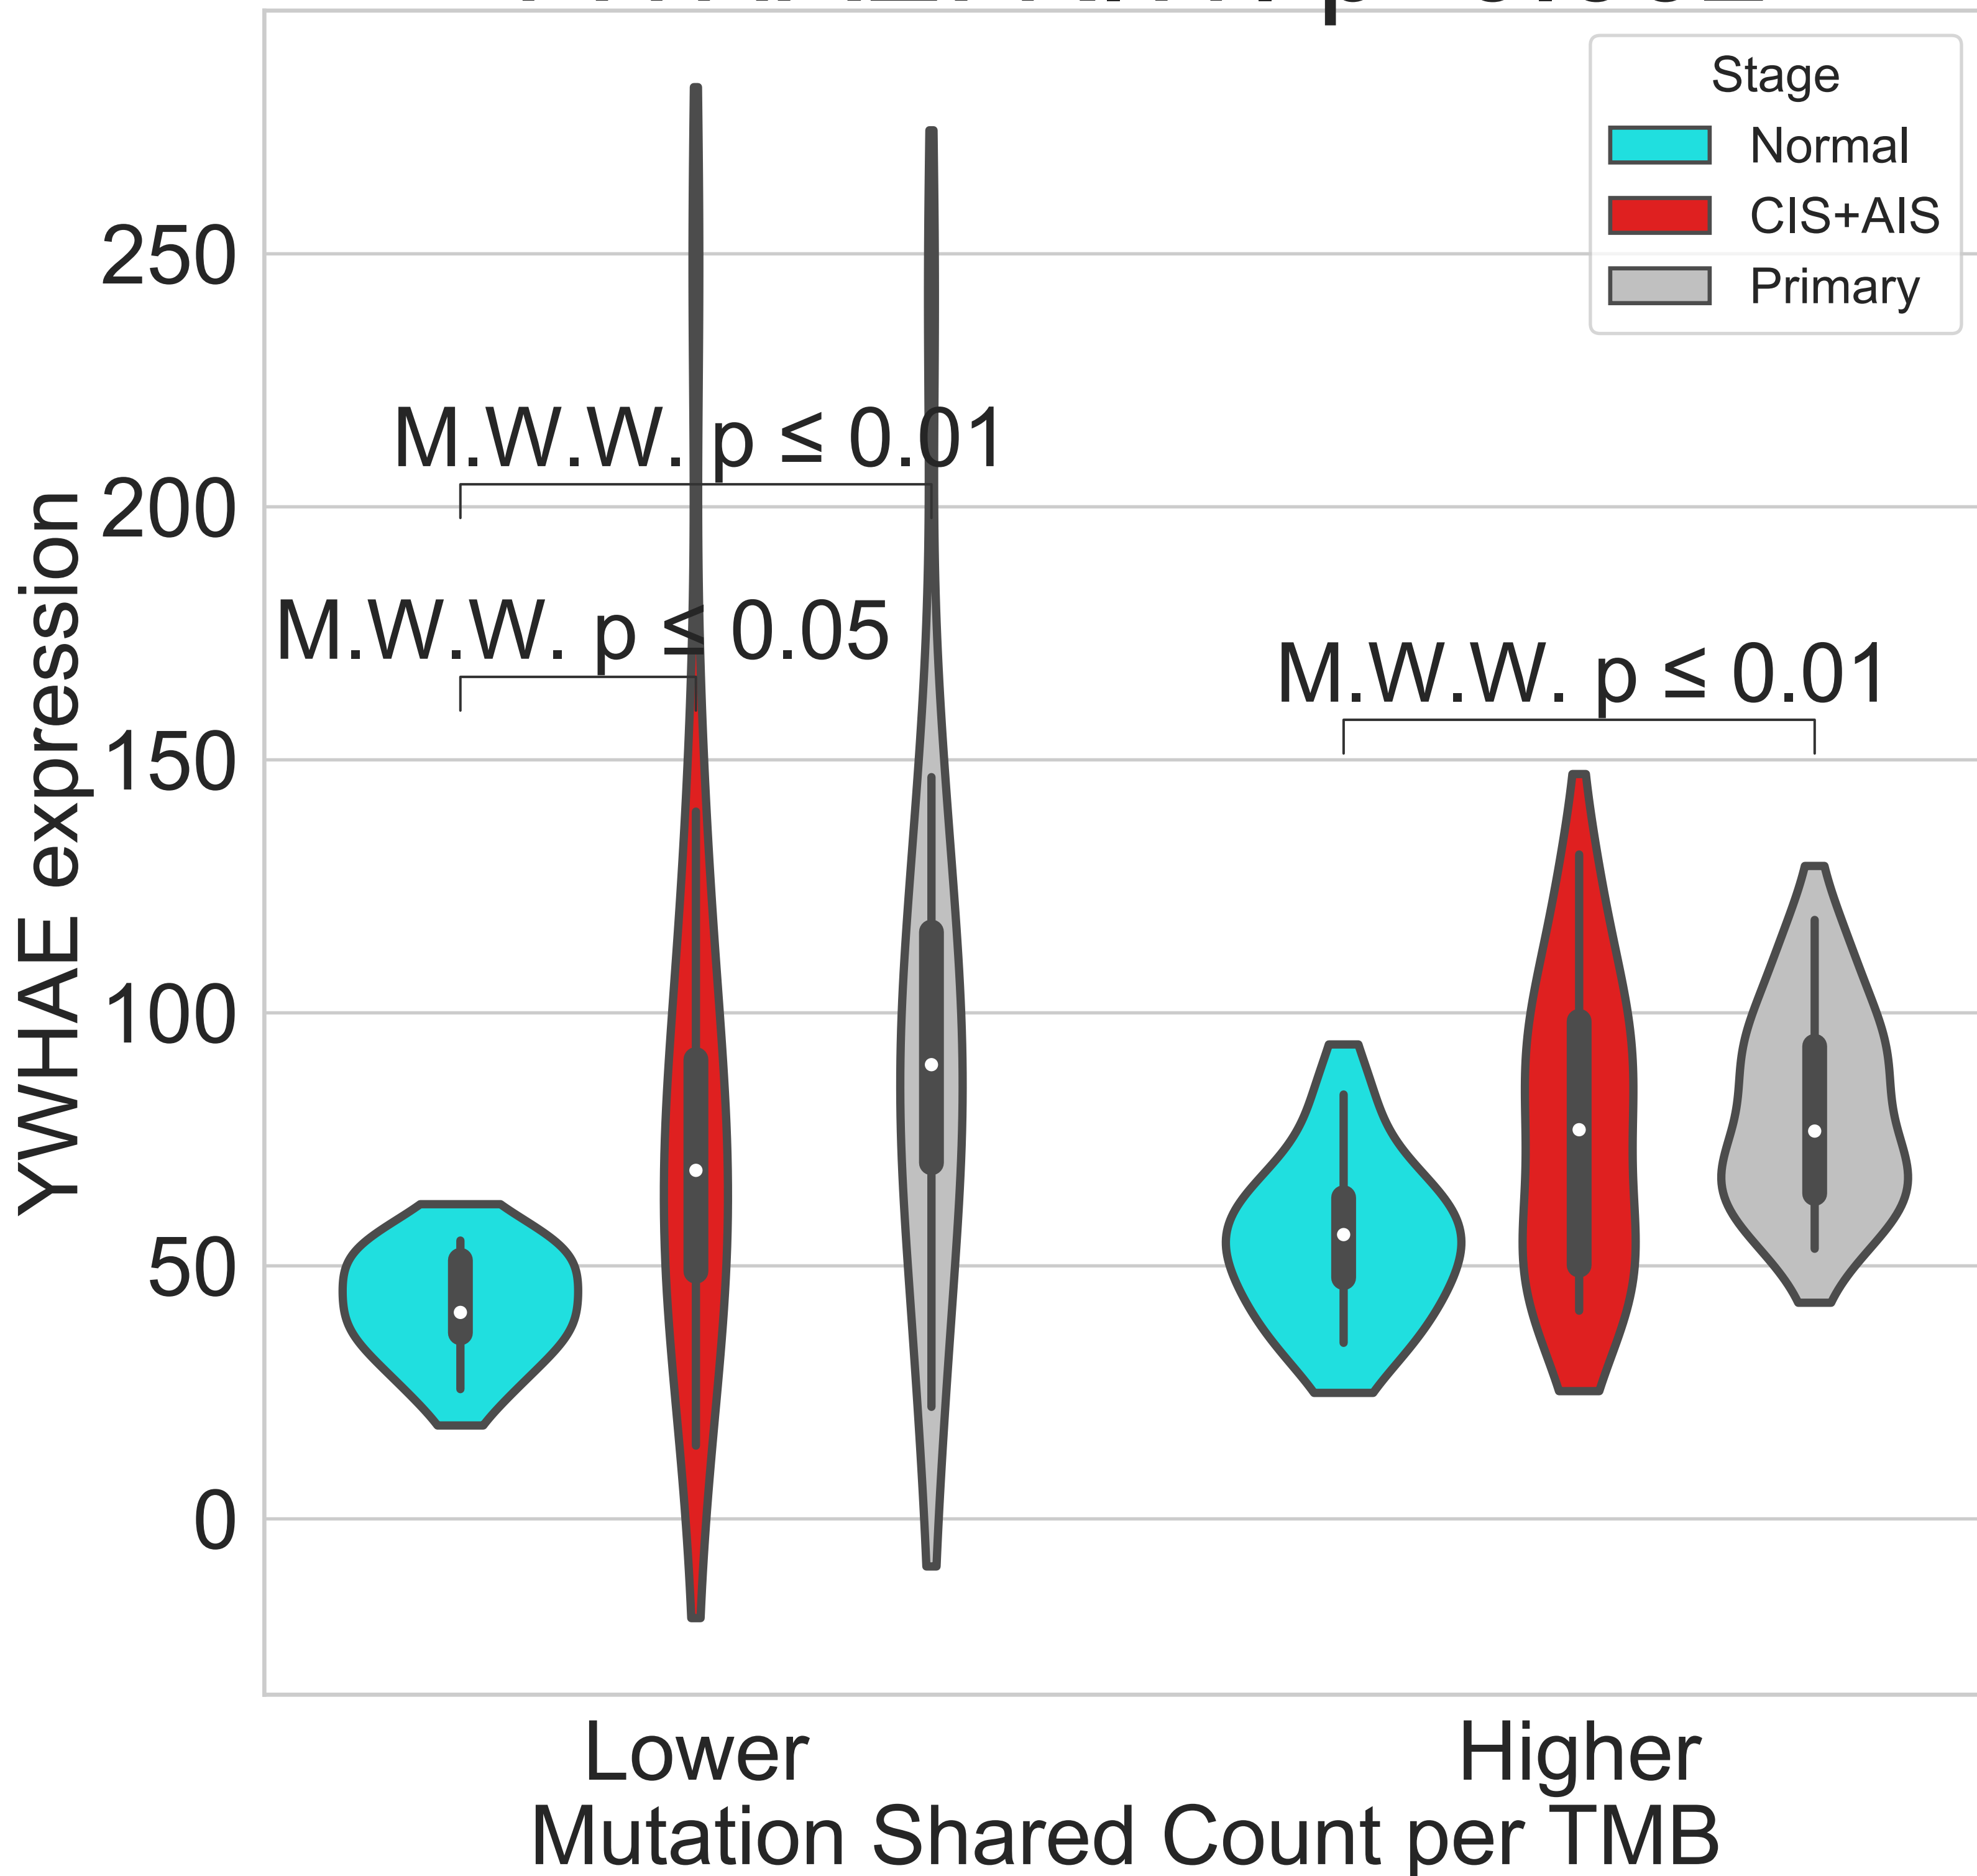 Stage
Normal
CIS+AIS
Primary
250
200
150
100
50
0
YWHAE expression
M.W.W. p ≤ 0.01
M.W.W. p ≤ 0.05
M.W.W. p ≤ 0.01
Lower
Higher
Mutation Shared Count per TMB